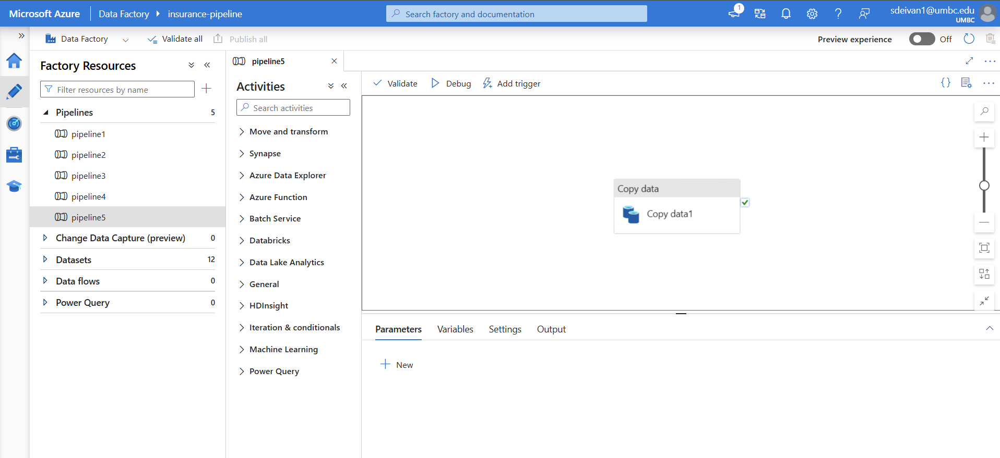 Microsoft Azure
Data Factory
insurance-pipeline
Search factory and documentation
1
sdeivan1@umbc.edu
UMBC
Data Factory
Validate all
Publish all
Preview experience
Off
Factory Resources
Filter resources by name
Pipelines 5
pipeline1
pipeline2
pipeline3
pipeline4
pipeline5
Change Data Capture (preview) 0
Datasets 12
Data flows 0
Power Query 0
pipeline5
Activities
Search activities
Move and transform
Synapse
Azure Data Explorer
Azure Function
Batch Service
Databricks
Data Lake Analytics
General
HDInsight
Iteration & conditionals
Machine Learning
Power Query
Validate
Debug
Add trigger
Copy data
Copy data1
Parameters
Variables
Settings
Output
New